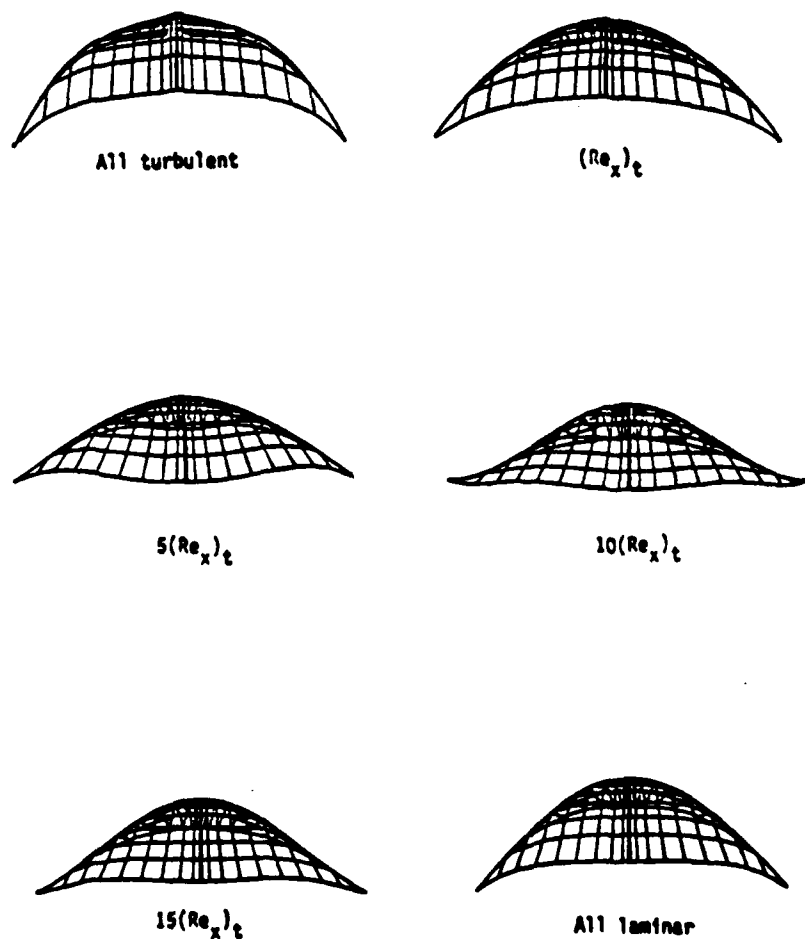 All turbulent
(Re_x)_t
5(Re_x)_t
10(Re_x)_t
15(Re_x)_t
All laminar